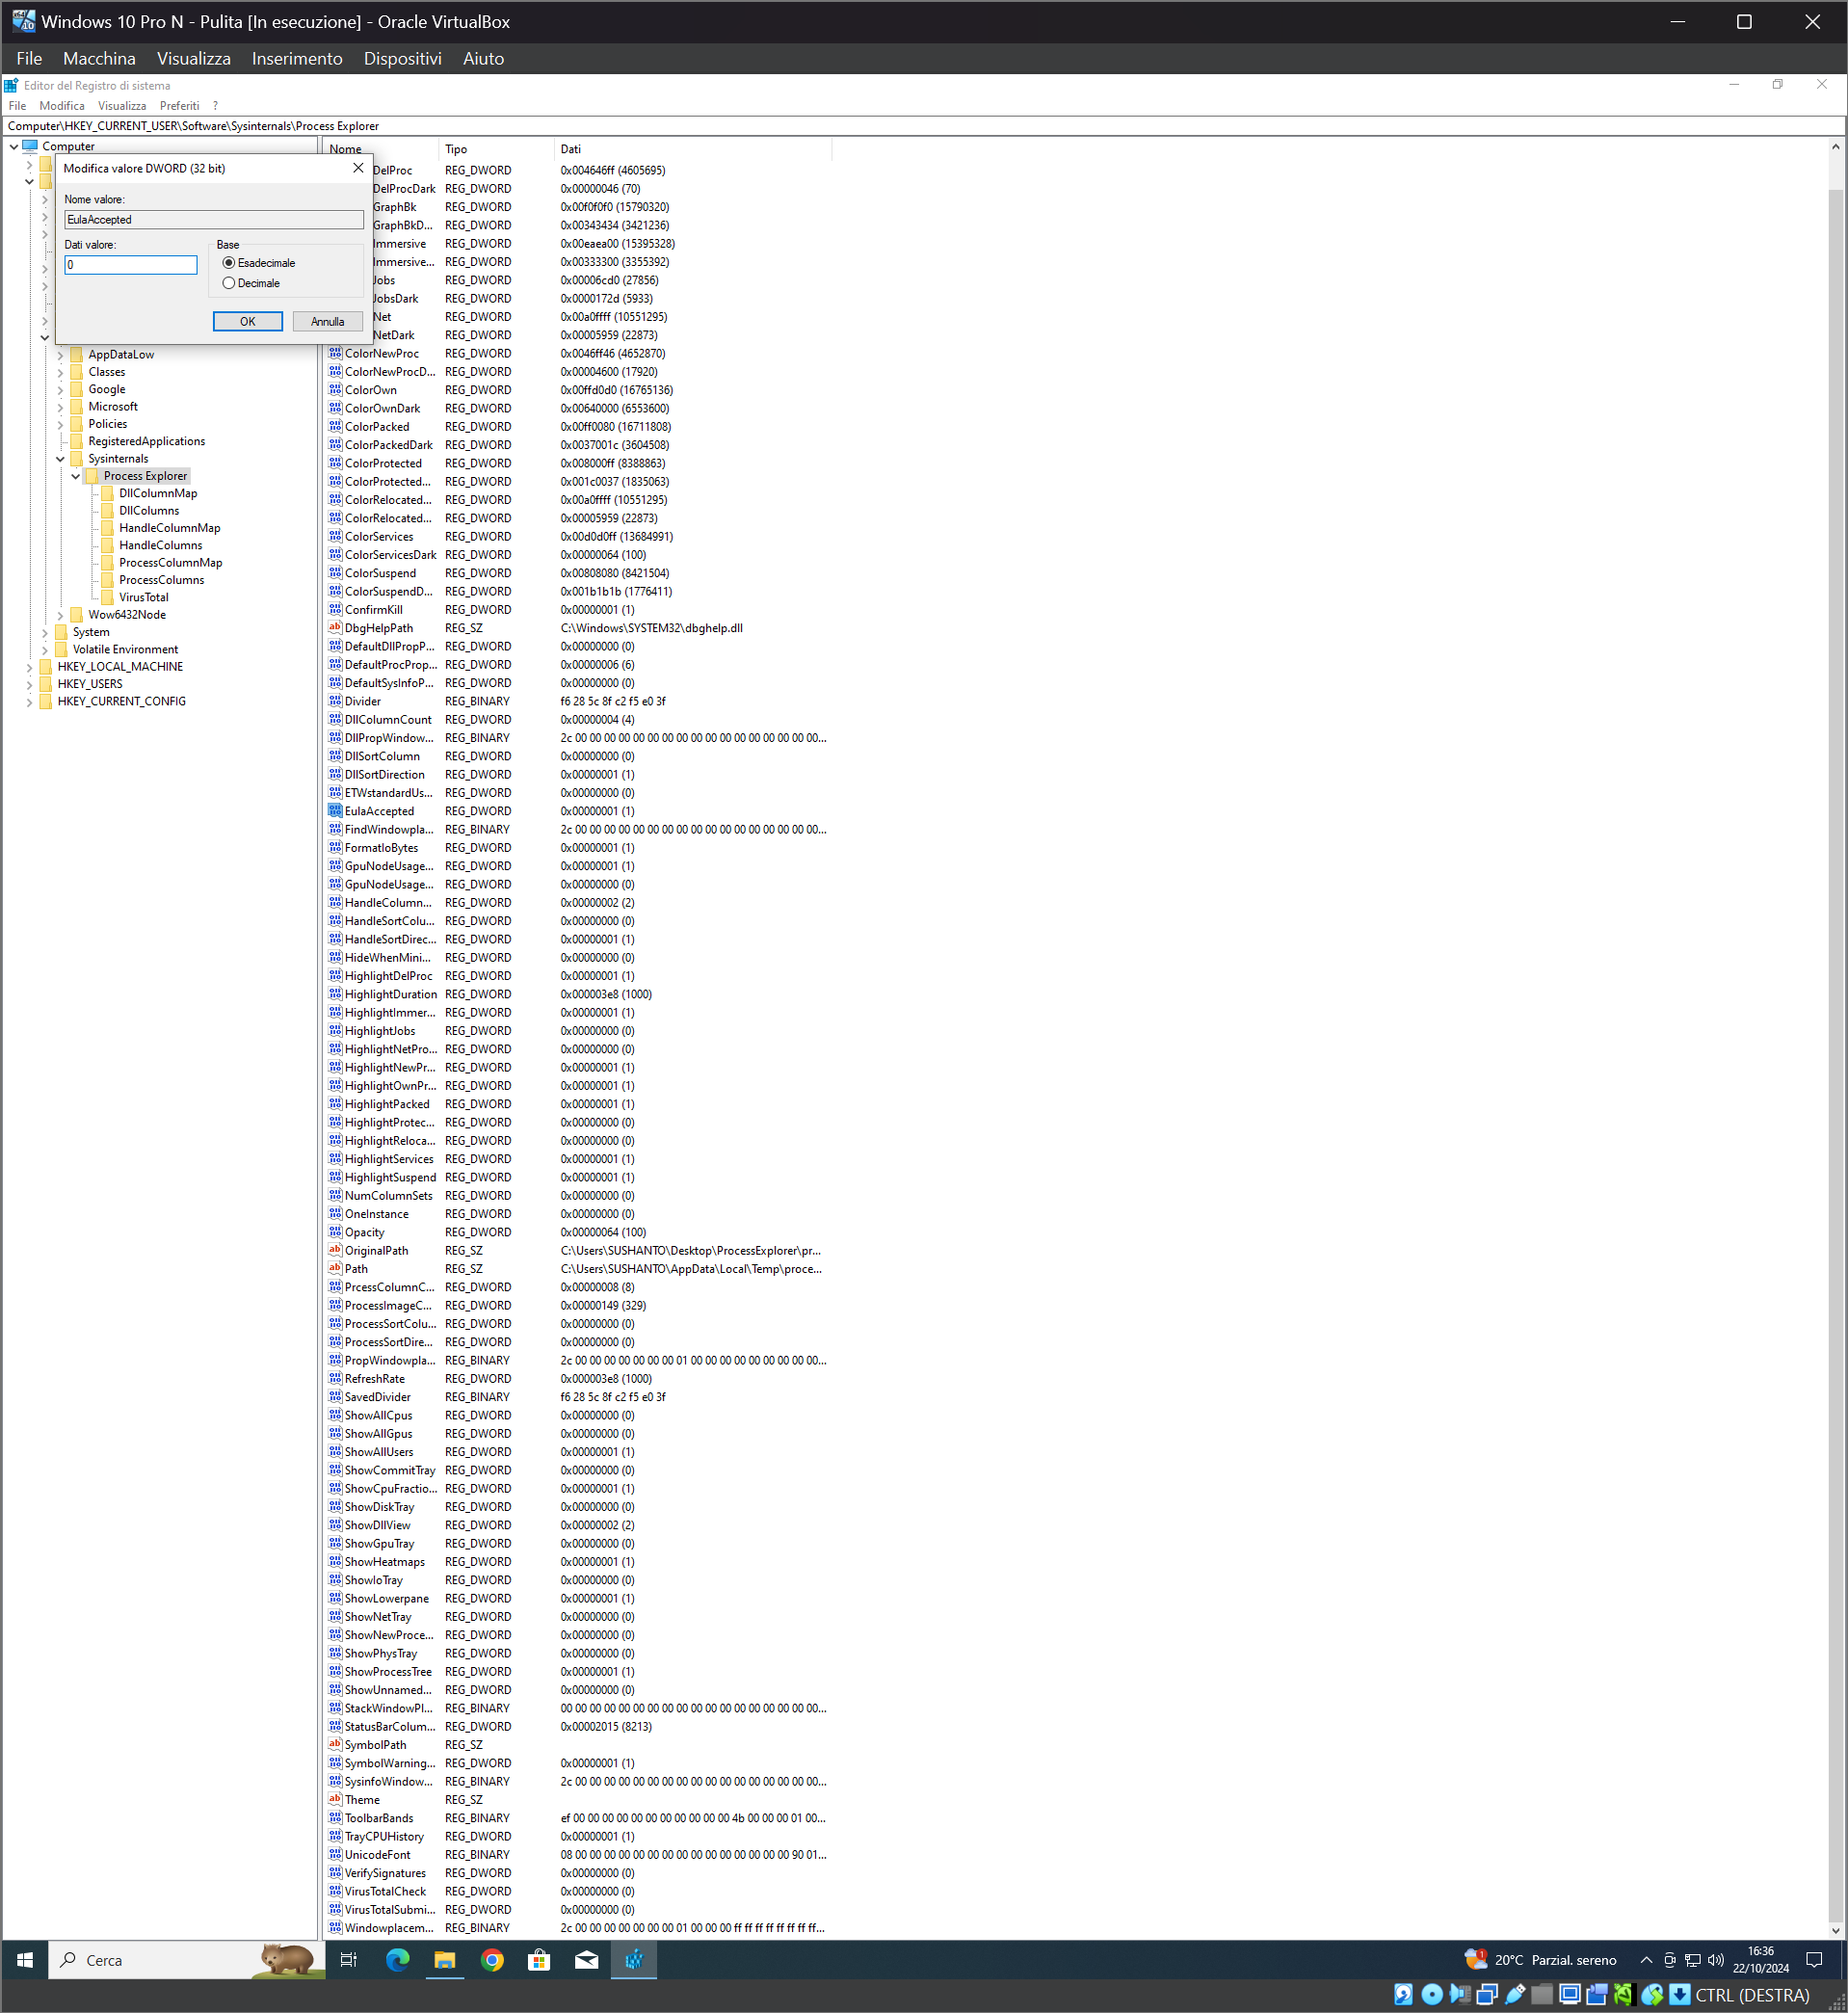 Windows 10 Pro N - Pulita [In esecuzione] - Oracle VirtualBox
File Macchina Visualizza Inserimento Dispositivi Aiuto
Editor del Registro di sistema
File Modifica Visualizza Preferiti ?
Computer\HKEY_CURRENT_USER\Software\Sysinternals\Process Explorer
Computer
Modifica valore DWORD (32 bit)
Nome valore:
EulaAccepted
Dati valore:
0
Base
Esadecimale
Decimale
OK Annulla
AppDataLow
Classes
Google
Microsoft
Policies
RegisteredApplications
Sysinternals
Process Explorer
DllColumnMap
DllColumns
HandleColumnMap
HandleColumns
ProcessColumnMap
ProcessColumns
VirusTotal
Wow6432Node
System
Volatile Environment
HKEY_LOCAL_MACHINE
HKEY_USERS
HKEY_CURRENT_CONFIG
Nome Tipo Dati
DelProc REG_DWORD 0x004646ff (4605695)
DelProcDark REG_DWORD 0x00000046 (70)
GraphBk REG_DWORD 0x00f0f0f0 (15790320)
GraphBkD... REG_DWORD 0x00343434 (3421236)
Immersive REG_DWORD 0x00eaea00 (15395328)
Immersive... REG_DWORD 0x00333300 (3355392)
Jobs REG_DWORD 0x00006cd0 (27856)
JobsDark REG_DWORD 0x0000172d (5933)
Net REG_DWORD 0x00a0ffff (10551295)
NetDark REG_DWORD 0x00005959 (22873)
ColorNewProc REG_DWORD 0x0046ff46 (4652870)
ColorNewProcD... REG_DWORD 0x00004600 (17920)
ColorOwn REG_DWORD 0x00ffd0d0 (16765136)
ColorOwnDark REG_DWORD 0x00640000 (6553600)
ColorPacked REG_DWORD 0x00ff0080 (16711808)
ColorPackedDark REG_DWORD 0x0037001c (3604508)
ColorProtected REG_DWORD 0x008000ff (8388863)
ColorProtected... REG_DWORD 0x001c0037 (1835063)
ColorRelocated... REG_DWORD 0x00a0ffff (10551295)
ColorRelocated... REG_DWORD 0x00005959 (22873)
ColorServices REG_DWORD 0x00d0d0ff (13684991)
ColorServicesDark REG_DWORD 0x00000064 (100)
ColorSuspend REG_DWORD 0x00808080 (8421504)
ColorSuspendD... REG_DWORD 0x001b1b1b (1776411)
ConfirmKill REG_DWORD 0x00000001 (1)
DbgHelpPath REG_SZ C:\Windows\SYSTEM32\dbghelp.dll
DefaultDllPropP... REG_DWORD 0x00000000 (0)
DefaultProcProp... REG_DWORD 0x00000006 (6)
DefaultSysInfoP... REG_DWORD 0x00000000 (0)
Divider REG_BINARY f6 28 5c 8f c2 f5 e0 3f
DllColumnCount REG_DWORD 0x00000004 (4)
DllPropWindow... REG_BINARY 2c 00 00 00 00 00 00 00 00 00 00 00 00 00 00 00 00 00...
DllSortColumn REG_DWORD 0x00000000 (0)
DllSortDirection REG_DWORD 0x00000001 (1)
ETWstandardUs... REG_DWORD 0x00000000 (0)
EulaAccepted REG_DWORD 0x00000001 (1)
FindWindowpla... REG_BINARY 2c 00 00 00 00 00 00 00 00 00 00 00 00 00 00 00 00 00...
FormatIoBytes REG_DWORD 0x00000001 (1)
GpuNodeUsage... REG_DWORD 0x00000001 (1)
GpuNodeUsage... REG_DWORD 0x00000000 (0)
HandleColumn... REG_DWORD 0x00000002 (2)
HandleSortColu... REG_DWORD 0x00000000 (0)
HandleSortDirec... REG_DWORD 0x00000001 (1)
HideWhenMini... REG_DWORD 0x00000000 (0)
HighlightDelProc REG_DWORD 0x00000001 (1)
HighlightDuration REG_DWORD 0x000003e8 (1000)
HighlightImmer... REG_DWORD 0x00000001 (1)
HighlightJobs REG_DWORD 0x00000000 (0)
HighlightNetPro... REG_DWORD 0x00000000 (0)
HighlightNewPr... REG_DWORD 0x00000001 (1)
HighlightOwnPr... REG_DWORD 0x00000001 (1)
HighlightPacked REG_DWORD 0x00000001 (1)
HighlightProtec... REG_DWORD 0x00000000 (0)
HighlightReloca... REG_DWORD 0x00000000 (0)
HighlightServices REG_DWORD 0x00000001 (1)
HighlightSuspend REG_DWORD 0x00000001 (1)
NumColumnSets REG_DWORD 0x00000000 (0)
OneInstance REG_DWORD 0x00000000 (0)
Opacity REG_DWORD 0x00000064 (100)
OriginalPath REG_SZ C:\Users\SUSHANTO\Desktop\ProcessExplorer\pr...
Path REG_SZ C:\Users\SUSHANTO\AppData\Local\Temp\proce...
PrcessColumnC... REG_DWORD 0x00000008 (8)
ProcessImageC... REG_DWORD 0x00000149 (329)
ProcessSortColu... REG_DWORD 0x00000000 (0)
ProcessSortDire... REG_DWORD 0x00000000 (0)
PropWindowpla... REG_BINARY 2c 00 00 00 00 00 00 00 01 00 00 00 00 00 00 00 00 00...
RefreshRate REG_DWORD 0x000003e8 (1000)
SavedDivider REG_BINARY f6 28 5c 8f c2 f5 e0 3f
ShowAllCpus REG_DWORD 0x00000000 (0)
ShowAllGpus REG_DWORD 0x00000000 (0)
ShowAllUsers REG_DWORD 0x00000001 (1)
ShowCommitTray REG_DWORD 0x00000000 (0)
ShowCpuFractio... REG_DWORD 0x00000001 (1)
ShowDiskTray REG_DWORD 0x00000000 (0)
ShowDllView REG_DWORD 0x00000002 (2)
ShowGpuTray REG_DWORD 0x00000000 (0)
ShowHeatmaps REG_DWORD 0x00000001 (1)
ShowIoTray REG_DWORD 0x00000000 (0)
ShowLowerpane REG_DWORD 0x00000001 (1)
ShowNetTray REG_DWORD 0x00000000 (0)
ShowNewProce... REG_DWORD 0x00000000 (0)
ShowPhysTray REG_DWORD 0x00000000 (0)
ShowProcessTree REG_DWORD 0x00000001 (1)
ShowUnnamed... REG_DWORD 0x00000000 (0)
StackWindowPl... REG_BINARY 00 00 00 00 00 00 00 00 00 00 00 00 00 00 00 00 00 00...
StatusBarColum... REG_DWORD 0x00002015 (8213)
SymbolPath REG_SZ
SymbolWarning... REG_DWORD 0x00000001 (1)
SysinfoWindow... REG_BINARY 2c 00 00 00 00 00 00 00 00 00 00 00 00 00 00 00 00 00...
Theme REG_SZ
ToolbarBands REG_BINARY ef 00 00 00 00 00 00 00 00 00 00 00 4b 00 00 00 01 00...
TrayCPUHistory REG_DWORD 0x00000001 (1)
UnicodeFont REG_BINARY 08 00 00 00 00 00 00 00 00 00 00 00 00 00 00 00 90 01...
VerifySignatures REG_DWORD 0x00000000 (0)
VirusTotalCheck REG_DWORD 0x00000000 (0)
VirusTotalSubmi... REG_DWORD 0x00000000 (0)
Windowplacem... REG_BINARY 2c 00 00 00 00 00 00 00 01 00 00 00 ff ff ff ff ff ff ff ff...
Cerca
1
20°C Parzial. sereno
16:36
22/10/2024
CTRL (DESTRA)